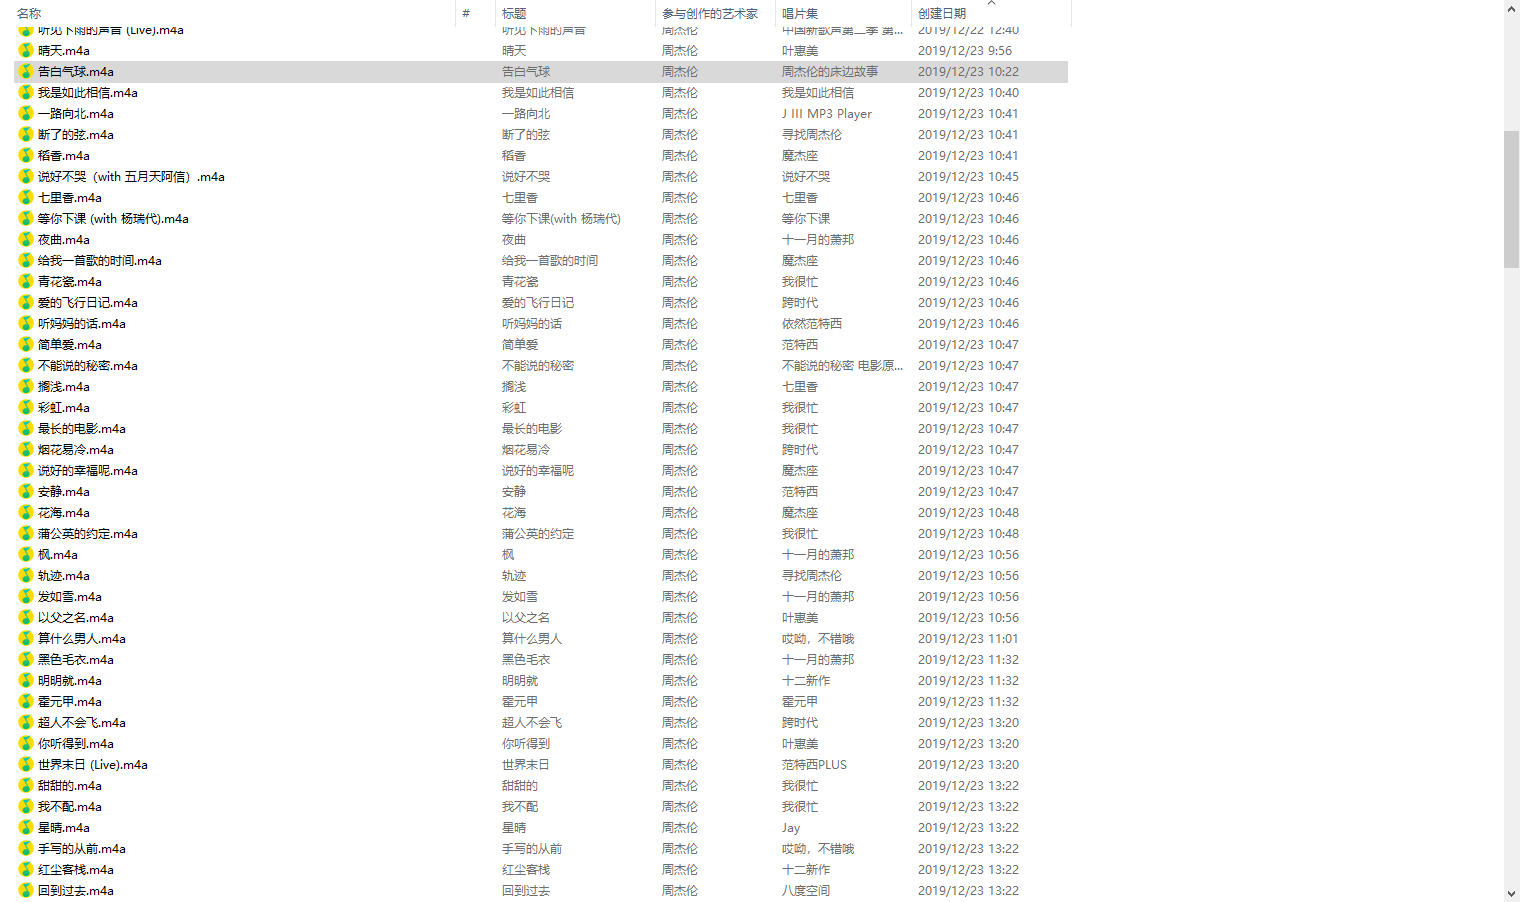 名称 # 标题 参与创作的艺术家 唱片集 创建日期
听见下雨的声音 (Live).m4a 听见下雨的声音 周杰伦 中国新歌声第二季 第... 2019/12/22 12:40
晴天.m4a 晴天 周杰伦 叶惠美 2019/12/23 9:56
告白气球.m4a 告白气球 周杰伦 周杰伦的床边故事 2019/12/23 10:22
我是如此相信.m4a 我是如此相信 周杰伦 我是如此相信 2019/12/23 10:40
一路向北.m4a 一路向北 周杰伦 J III MP3 Player 2019/12/23 10:41
断了的弦.m4a 断了的弦 周杰伦 寻找周杰伦 2019/12/23 10:41
稻香.m4a 稻香 周杰伦 魔杰座 2019/12/23 10:41
说好不哭（with 五月天阿信）.m4a 说好不哭 周杰伦 说好不哭 2019/12/23 10:45
七里香.m4a 七里香 周杰伦 七里香 2019/12/23 10:46
等你下课 (with 杨瑞代).m4a 等你下课(with 杨瑞代) 周杰伦 等你下课 2019/12/23 10:46
夜曲.m4a 夜曲 周杰伦 十一月的萧邦 2019/12/23 10:46
给我一首歌的时间.m4a 给我一首歌的时间 周杰伦 魔杰座 2019/12/23 10:46
青花瓷.m4a 青花瓷 周杰伦 我很忙 2019/12/23 10:46
爱的飞行日记.m4a 爱的飞行日记 周杰伦 跨时代 2019/12/23 10:46
听妈妈的话.m4a 听妈妈的话 周杰伦 依然范特西 2019/12/23 10:46
简单爱.m4a 简单爱 周杰伦 范特西 2019/12/23 10:47
不能说的秘密.m4a 不能说的秘密 周杰伦 不能说的秘密 电影原... 2019/12/23 10:47
搁浅.m4a 搁浅 周杰伦 七里香 2019/12/23 10:47
彩虹.m4a 彩虹 周杰伦 我很忙 2019/12/23 10:47
最长的电影.m4a 最长的电影 周杰伦 我很忙 2019/12/23 10:47
烟花易冷.m4a 烟花易冷 周杰伦 跨时代 2019/12/23 10:47
说好的幸福呢.m4a 说好的幸福呢 周杰伦 魔杰座 2019/12/23 10:47
安静.m4a 安静 周杰伦 范特西 2019/12/23 10:47
花海.m4a 花海 周杰伦 魔杰座 2019/12/23 10:48
蒲公英的约定.m4a 蒲公英的约定 周杰伦 我很忙 2019/12/23 10:48
枫.m4a 枫 周杰伦 十一月的萧邦 2019/12/23 10:56
轨迹.m4a 轨迹 周杰伦 寻找周杰伦 2019/12/23 10:56
发如雪.m4a 发如雪 周杰伦 十一月的萧邦 2019/12/23 10:56
以父之名.m4a 以父之名 周杰伦 叶惠美 2019/12/23 10:56
算什么男人.m4a 算什么男人 周杰伦 哎呦，不错哦 2019/12/23 11:01
黑色毛衣.m4a 黑色毛衣 周杰伦 十一月的萧邦 2019/12/23 11:32
明明就.m4a 明明就 周杰伦 十二新作 2019/12/23 11:32
霍元甲.m4a 霍元甲 周杰伦 霍元甲 2019/12/23 11:32
超人不会飞.m4a 超人不会飞 周杰伦 跨时代 2019/12/23 13:20
你听得到.m4a 你听得到 周杰伦 叶惠美 2019/12/23 13:20
世界末日 (Live).m4a 世界末日 周杰伦 范特西PLUS 2019/12/23 13:20
甜甜的.m4a 甜甜的 周杰伦 我很忙 2019/12/23 13:22
我不配.m4a 我不配 周杰伦 我很忙 2019/12/23 13:22
星晴.m4a 星晴 周杰伦 Jay 2019/12/23 13:22
手写的从前.m4a 手写的从前 周杰伦 哎呦，不错哦 2019/12/23 13:22
红尘客栈.m4a 红尘客栈 周杰伦 十二新作 2019/12/23 13:22
回到过去.m4a 回到过去 周杰伦 八度空间 2019/12/23 13:22